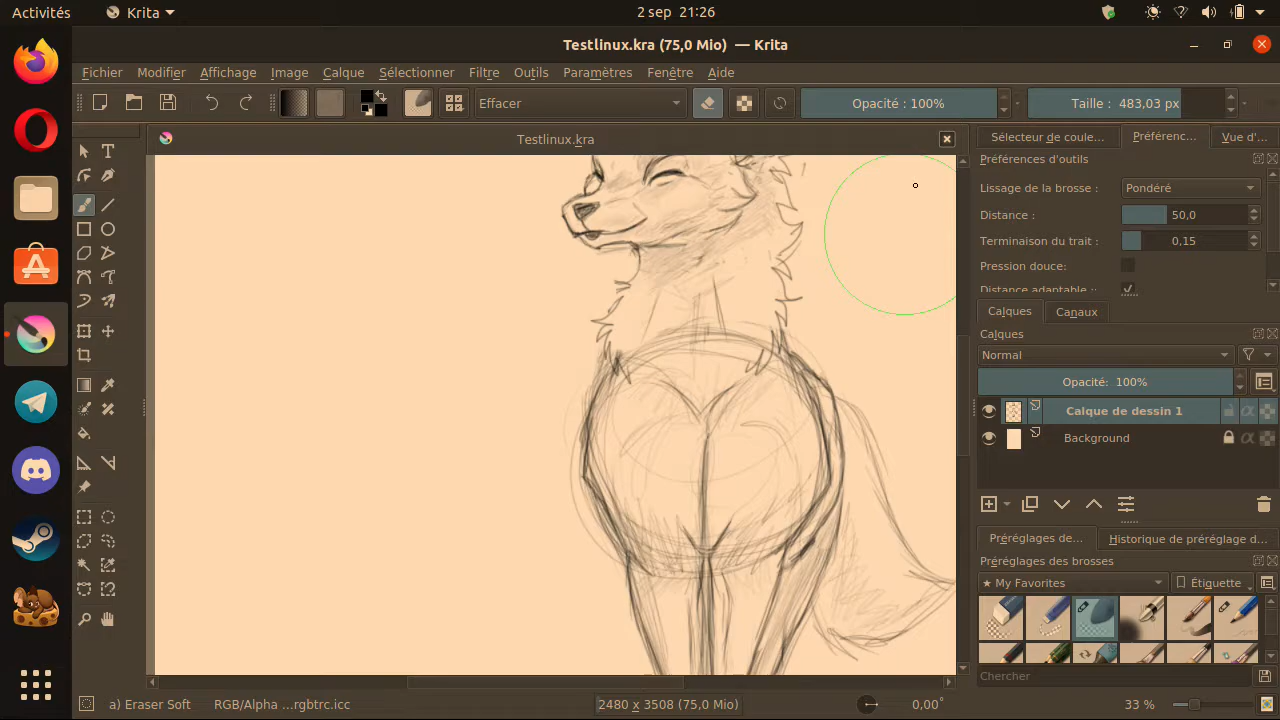 Activités
Krita
2 sep 21:26
Testlinux.kra (75,0 Mio) — Krita
Fichier Modifier Affichage Image Calque Sélectionner Filtre Outils Paramètres Fenêtre Aide
Effacer
Opacité : 100%
Taille : 483,03 px
Testlinux.kra
Sélecteur de coule... Préférenc... Vue d'...
Préférences d'outils
Lissage de la brosse : Pondéré
Distance : 50,0
Terminaison du trait : 0,15
Pression douce:
Distance adaptable :
Calques Canaux
Calques
Normal
Opacité: 100%
Calque de dessin 1
Background
Préréglages de... Historique de préréglage d...
Préréglages des brosses
★ My Favorites
Étiquette
Chercher
a) Eraser Soft
RGB/Alpha ...rgbtrc.icc
2480 x 3508 (75,0 Mio)
0,00°
33 %